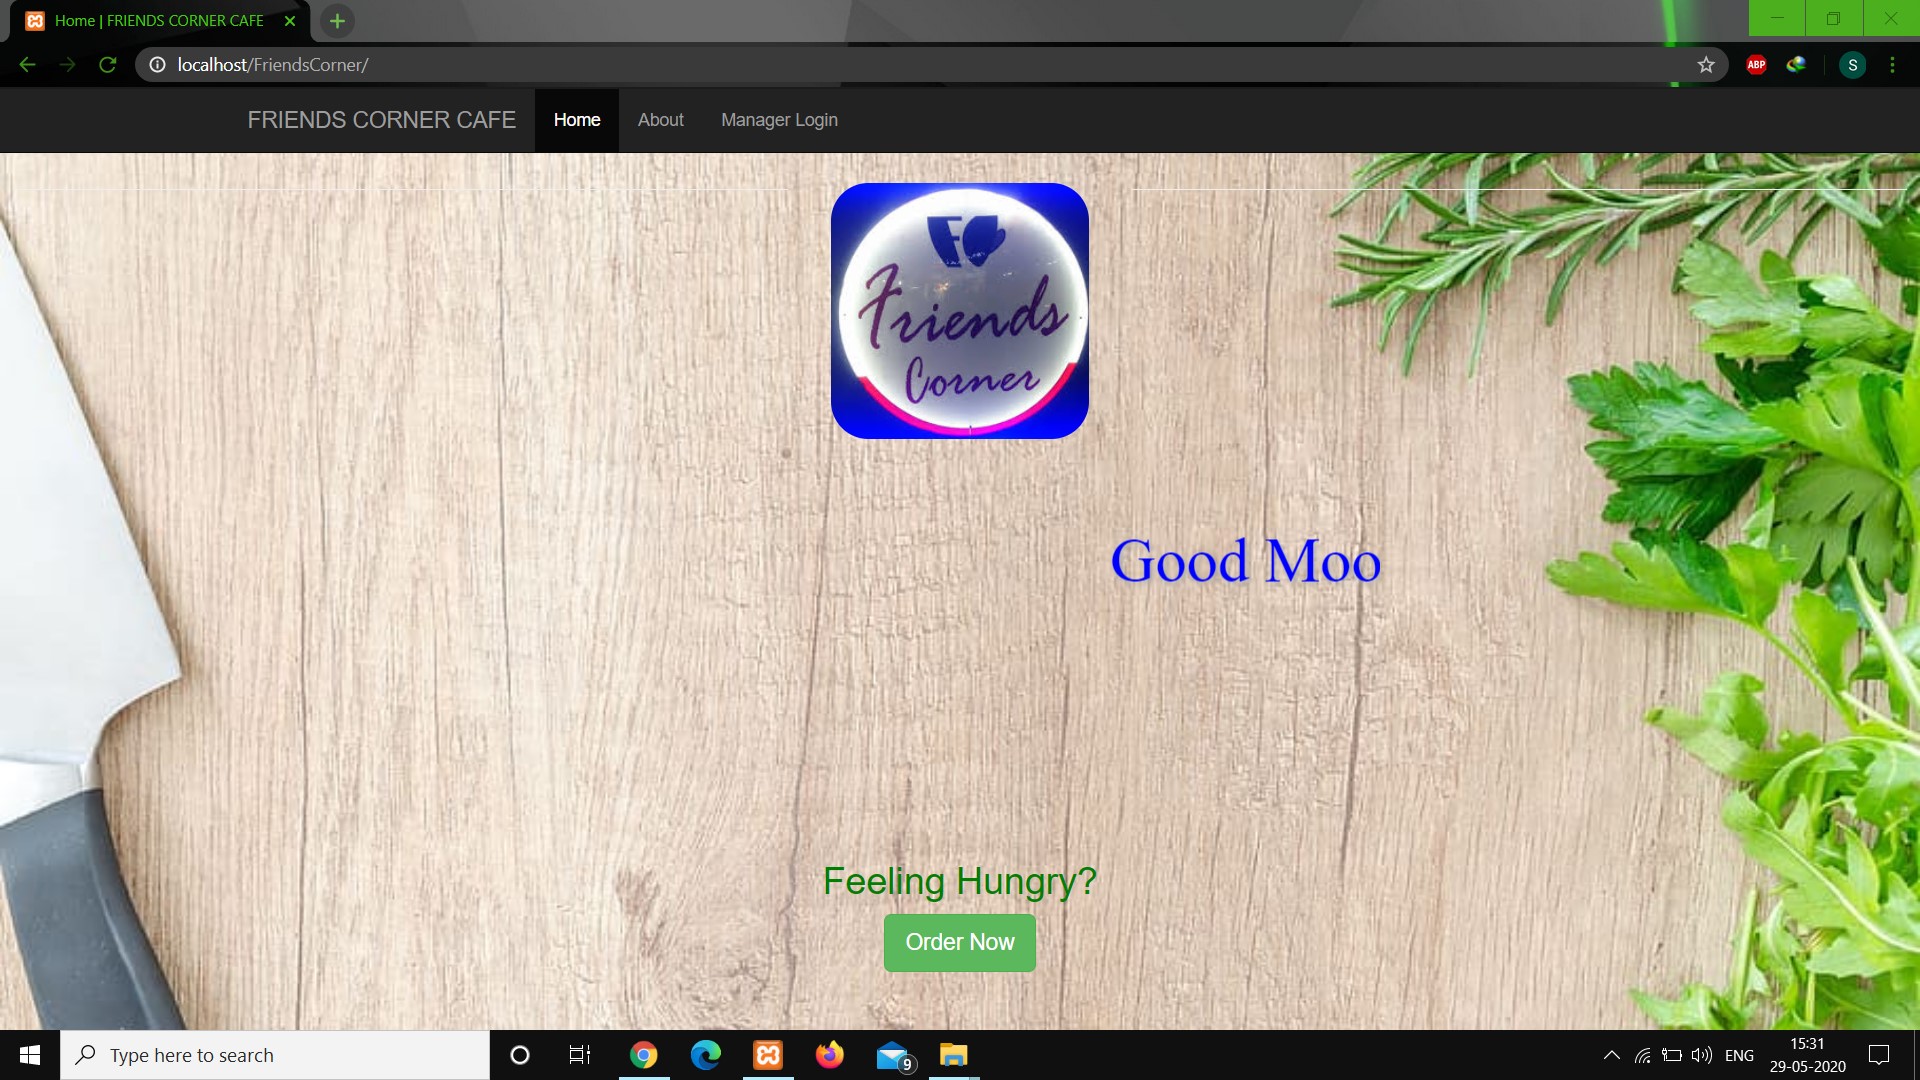 Home | FRIENDS CORNER CAFE
localhost/FriendsCorner/
ABP
S
FRIENDS CORNER CAFE Home About Manager Login
FC
Friends
Corner
Good Moo
Feeling Hungry?
Order Now
Type here to search
9
ENG
15:31
29-05-2020